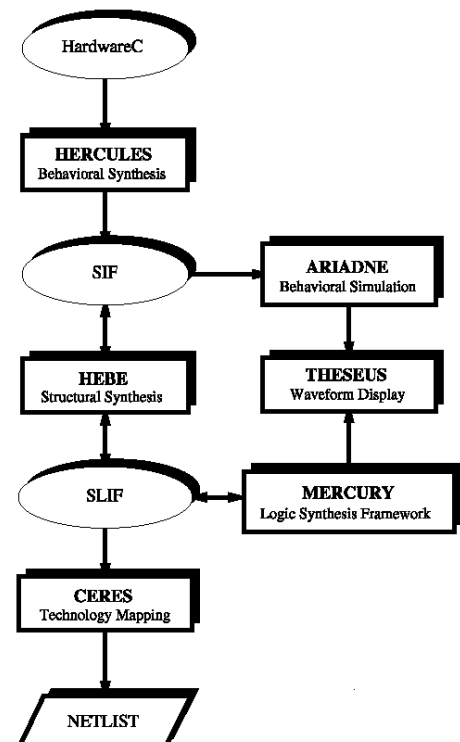 HardwareC
HERCULES
Behavioral Synthesis
SIF
ARIADNE
Behavioral Simulation
HEBE
Structural Synthesis
THESEUS
Waveform Display
SLIF
MERCURY
Logic Synthesis Framework
CERES
Technology Mapping
NETLIST